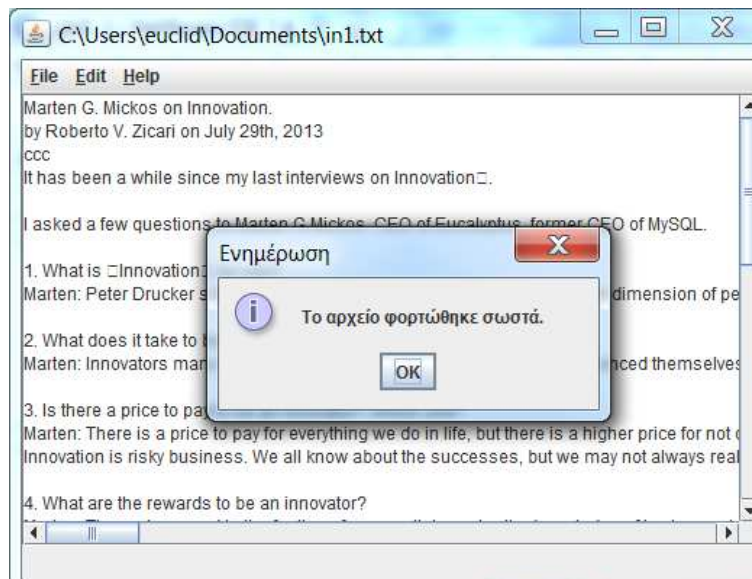 C:\Users\euclid\Documents\in1.txt
File Edit Help
Marten G. Mickos on Innovation.
by Roberto V. Zicari on July 29th, 2013
ccc
It has been a while since my last interviews on Innovation□.
I asked a few questions to Marten G.Mickos, CEO of Eucalyptus, former CEO of MySQL.
1. What is □Innovation□
Marten: Peter Drucker s dimension of pe
2. What does it take to b
Marten: Innovators man nced themselves
3. Is there a price to pay
Marten: There is a price to pay for everything we do in life, but there is a higher price for not
Innovation is risky business. We all know about the successes, but we may not always real
4. What are the rewards to be an innovator?
Ενημέρωση
Το αρχείο φορτώθηκε σωστά.
OK